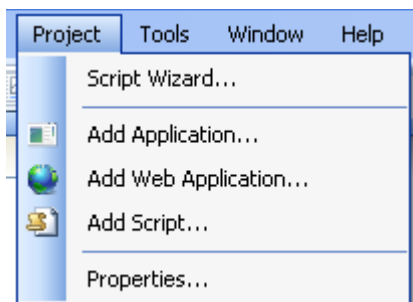 Project Tools Window Help
Script Wizard...
Add Application...
Add Web Application...
Add Script...
Properties...